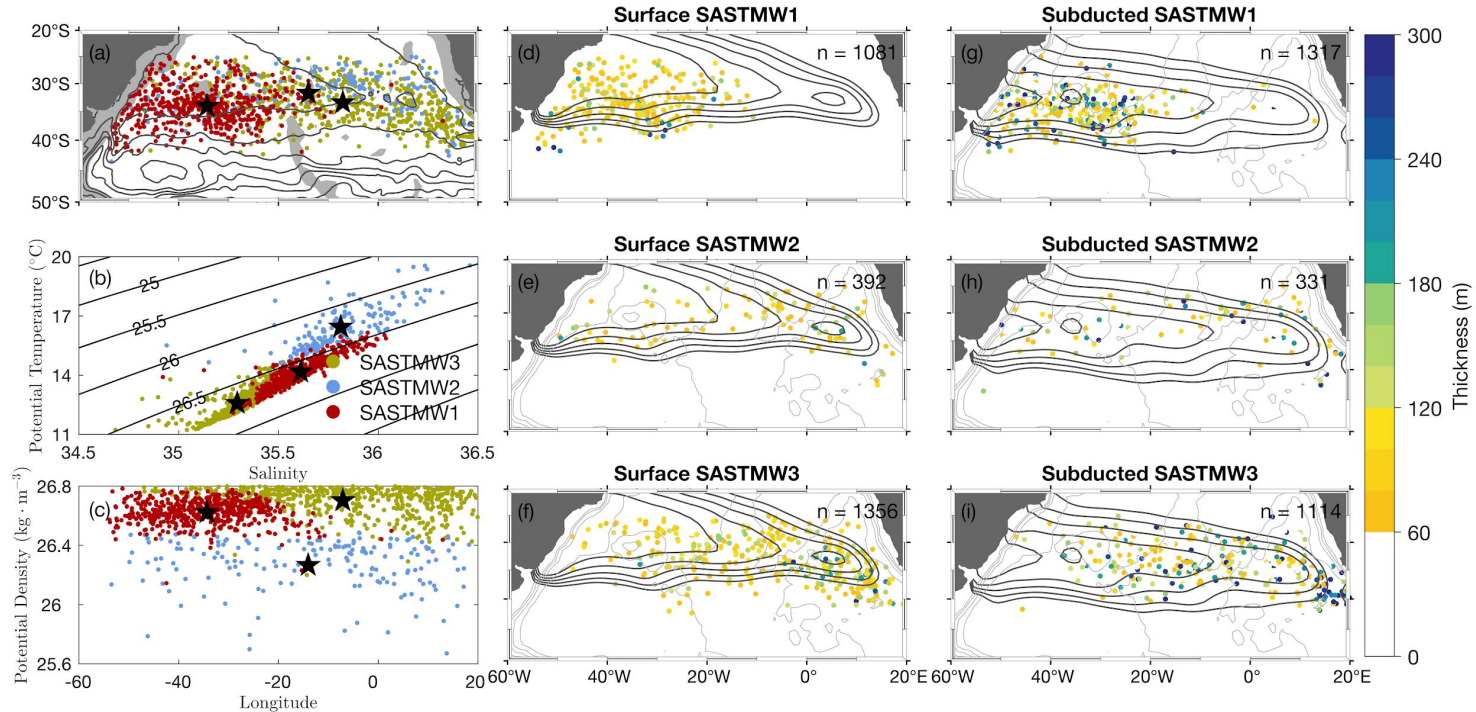 Surface SASTMW1
Subducted SASTMW1
20°S
30°S
40°S
50°S
(a)
(d)
n = 1081
(g)
n = 1317
300
240
180
120
60
0
Thickness (m)
Surface SASTMW2
Subducted SASTMW2
Potential Temperature (°C)
20
17
14
11
(b)
25
25.5
26
26.5
SASTMW3
SASTMW2
SASTMW1
34.5
35
35.5
36
36.5
Salinity
(e)
n = 392
(h)
n = 331
Surface SASTMW3
Subducted SASTMW3
Potential Density (kg · m⁻³)
26.8
26.4
26
25.6
(c)
-60
-40
-20
0
20
Longitude
(f)
n = 1356
(i)
n = 1114
60°W
40°W
20°W
0°
20°E
60°W
40°W
20°W
0°
20°E